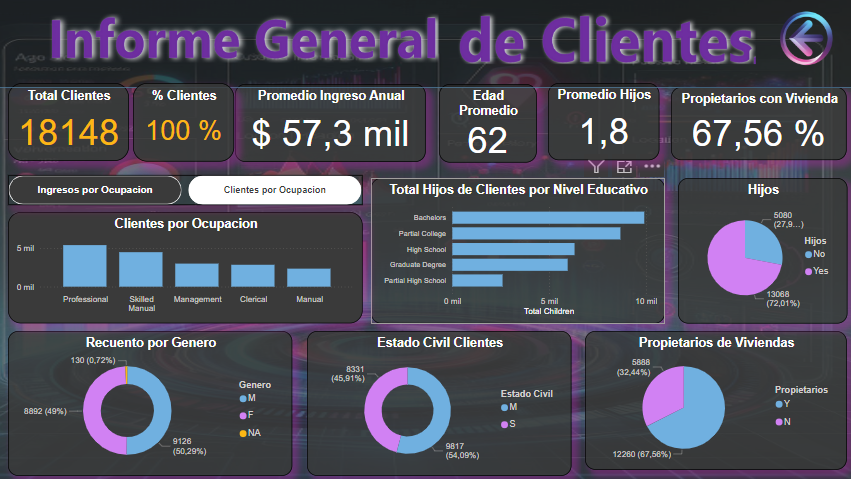 Informe General de Clientes
Total Clientes
18148
% Clientes
100 %
Promedio Ingreso Anual
$ 57,3 mil
Edad
Promedio
62
Promedio Hijos
1,8
Propietarios con Vivienda
67,56 %
Ingresos por Ocupacion
Clientes por Ocupacion
Clientes por Ocupacion
5 mil
0 mil
Professional
Skilled
Manual
Management
Clerical
Manual
Total Hijos de Clientes por Nivel Educativo
Bachelors
Partial College
High School
Graduate Degree
Partial High School
0 mil
5 mil
10 mil
Total Children
Hijos
5080
(27,9...)
13068
(72,01%)
Hijos
No
Yes
Recuento por Genero
130 (0,72%)
8892 (49%)
9126
(50,29%)
Genero
M
F
NA
Estado Civil Clientes
8331
(45,91%)
9817
(54,09%)
Estado Civil
M
S
Propietarios de Viviendas
5888
(32,44%)
12260 (67,56%)
Propietarios
Y
N